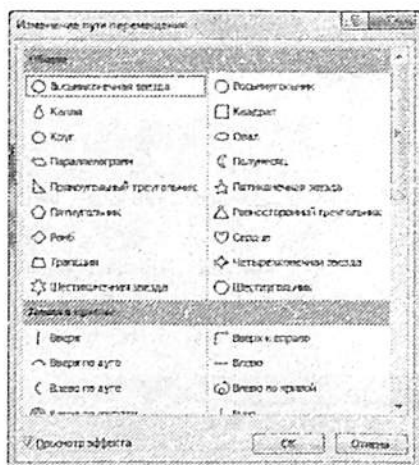 Изменение пути перемещения
Общие
Восьмиконечная звезда
Восьмиугольник
Капля
Квадрат
Круг
Овал
Параллелограмм
Полумесяц
Прямоугольный треугольник
Пятиконечная звезда
Пятиугольник
Равносторонний треугольник
Ромб
Сердце
Трапеция
Четырехконечная звезда
Шестиконечная звезда
Шестиугольник
Линии и кривые
Вверх
Вверх и вправо
Вверх по дуге
Влево
Влево по дуге
Влево по кривой
Просмотр эффекта
ОК
Отмена